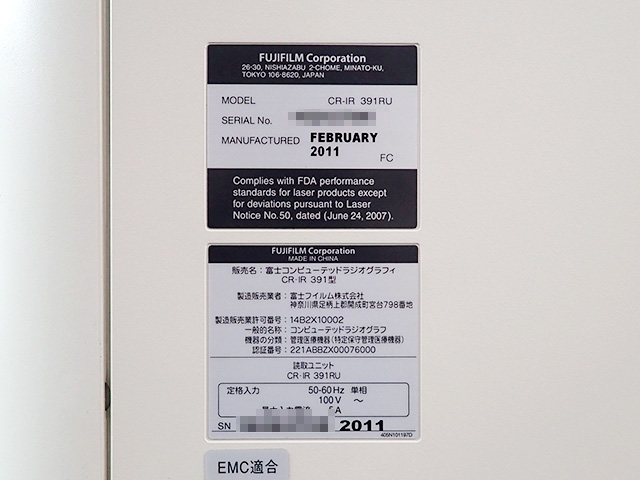 FUJIFILM Corporation
26-30, NISHIAZABU 2-CHOME, MINATO-KU,
TOKYO 106-8620, JAPAN
MODEL CR-IR 391RU
SERIAL No.
MANUFACTURED FEBRUARY
2011
FC
Complies with FDA performance
standards for laser products except
for deviations pursuant to Laser
Notice No.50, dated (June 24, 2007).
FUJIFILM Corporation
MADE IN CHINA
販売名：富士コンピューテッドラジオグラフィ
CR-IR 391型
製造販売業者：富士フイルム株式会社
神奈川県足柄上郡開成町宮台798番地
製造販売業許可番号：14B2X10002
一般的名称：コンピューテッドラジオグラフ
機器の分類：管理医療機器(特定保守管理医療機器)
認証番号：221ABBZX00076000
読取ユニット
CR-IR 391RU
定格入力 50-60Hz 単相
100V ～
A
SN 2011
405N101197D
EMC適合